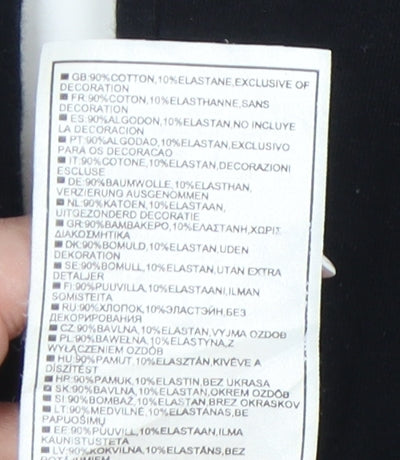 ■ GB:90%COTTON,10%ELASTANE,EXCLUSIVE OF
DECORATION
■ FR:90%COTON,10%ELASTHANNE,SANS
DECORATION
■ ES:90%ALGODON,10%ELASTAN,NO INCLUYE
LA DECORACION
■ PT:90%ALGODAO,10%ELASTAN,EXCLUSIVO
PARA OS DECORACAO
■ IT:90%COTONE,10%ELASTAN,DECORAZIONI
ESCLUSE
■ DE:90%BAUMWOLLE,10%ELASTHAN,
VERZIERUNG AUSGENOMMEN
■ NL:90%KATOEN,10%ELASTAAN,
UITGEZONDERD DECORATIE
■ GR:90%ΒΑΜΒΑΚΕΡΟ,10%ΕΛΑΣΤΑΝΗ,ΧΩΡΙΣ
ΔΙΑΚΟΣΜΗΤΙΚΑ
■ DK:90%BOMULD,10%ELASTAN,UDEN
DEKORATION
■ SE:90%BOMULL,10%ELASTAN,UTAN EXTRA
DETALJER
■ FI:90%PUUVILLA,10%ELASTAANI,ILMAN
SOMISTEITA
■ RU:90%ХЛОПОК,10%ЭЛАСТЭЙН,БЕЗ
ДЕКОРИРОВАНИЯ
■ CZ:90%BAVLNA,10%ELASTAN,VYJMA OZDOB
■ PL:90%BAWEŁNA,10%ELASTYNA,Z
WYŁĄCZENIEM OZDÓB
■ HU:90%PAMUT,10%ELASZTÁN,KIVÉVE A
DÍSZÍTÉST
■ HR:90%PAMUK,10%ELASTIN,BEZ UKRASA
■ SK:90%BAVLNA,10%ELASTAN,OKREM OZDÔB
■ SI:90%BOMBAŽ,10%ELASTAN,BREZ OKRASKOV
■ LT:90%MEDVILNĖ,10%ELASTANAS,BE
PAPUOŠIMŲ
■ EE:90%PUUVILL,10%ELASTAAN,ILMA
KAUNISTUSTETA
■ LV:90%KOKVILNA,10%ELASTĀNS,BEZ